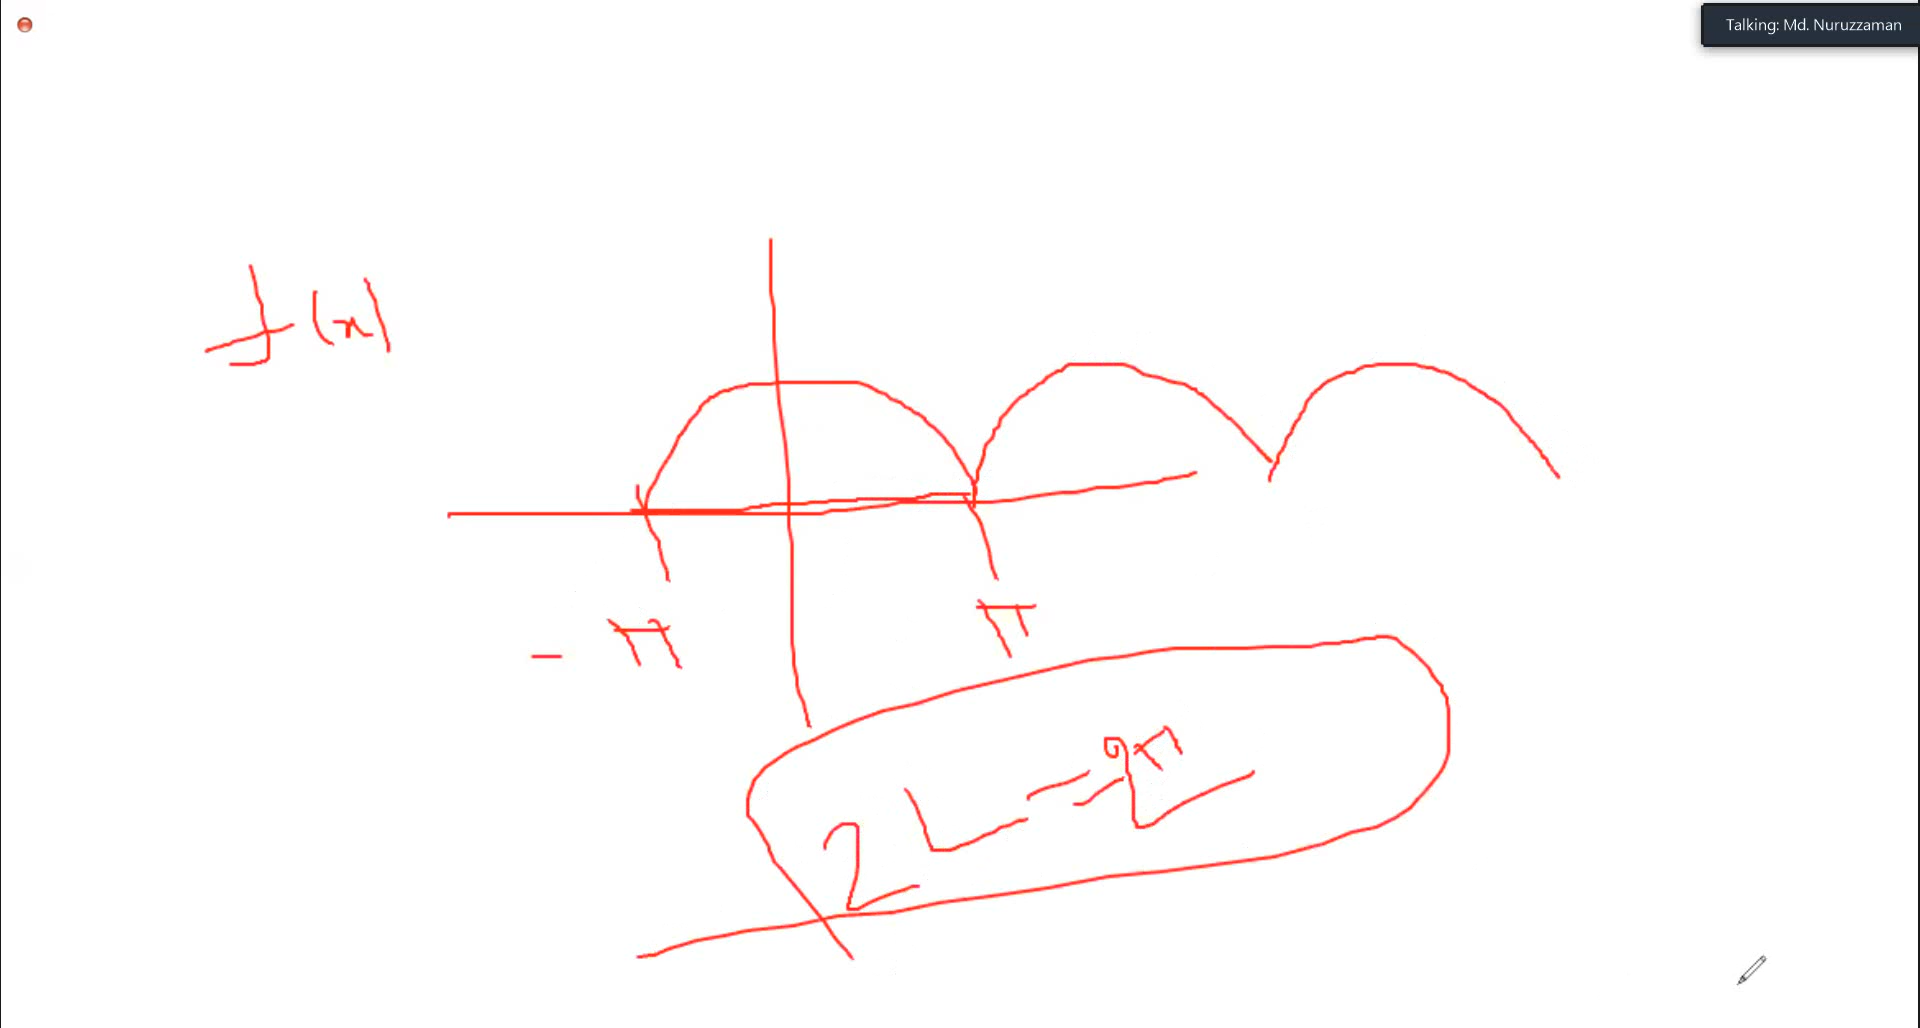 Talking: Md. Nuruzzaman
f(x)
-π
π
2L=2π